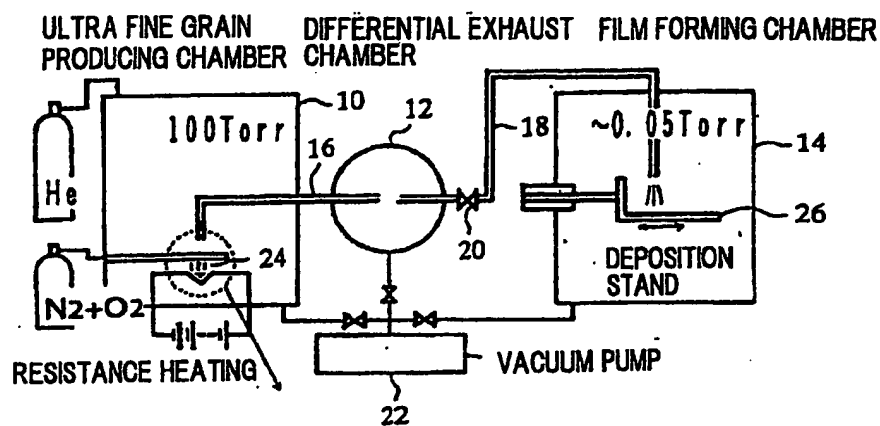 ULTRA FINE GRAIN
PRODUCING CHAMBER
DIFFERENTIAL EXHAUST
CHAMBER
FILM FORMING CHAMBER
10
12
18
14
100Torr
~0.05Torr
16
He
20
26
24
DEPOSITION
STAND
N2+O2
RESISTANCE HEATING
VACUUM PUMP
22